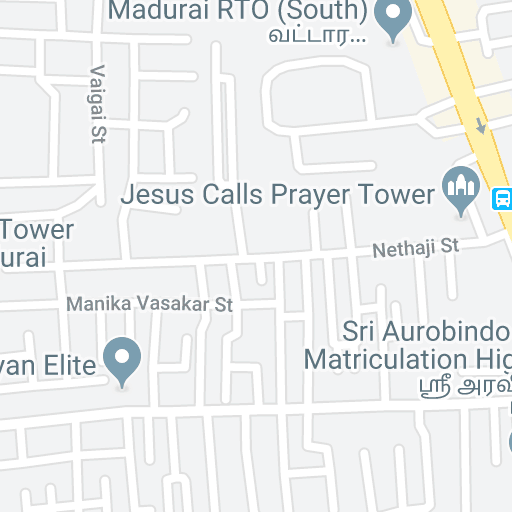 Madurai RTO (South)
வட்டார...
Vaigai St
Jesus Calls Prayer Tower
Tower
urai
Nethaji St
Manika Vasakar St
Sri Aurobindo
Matriculation Hig
ஸ்ரீ அரவி
van Elite